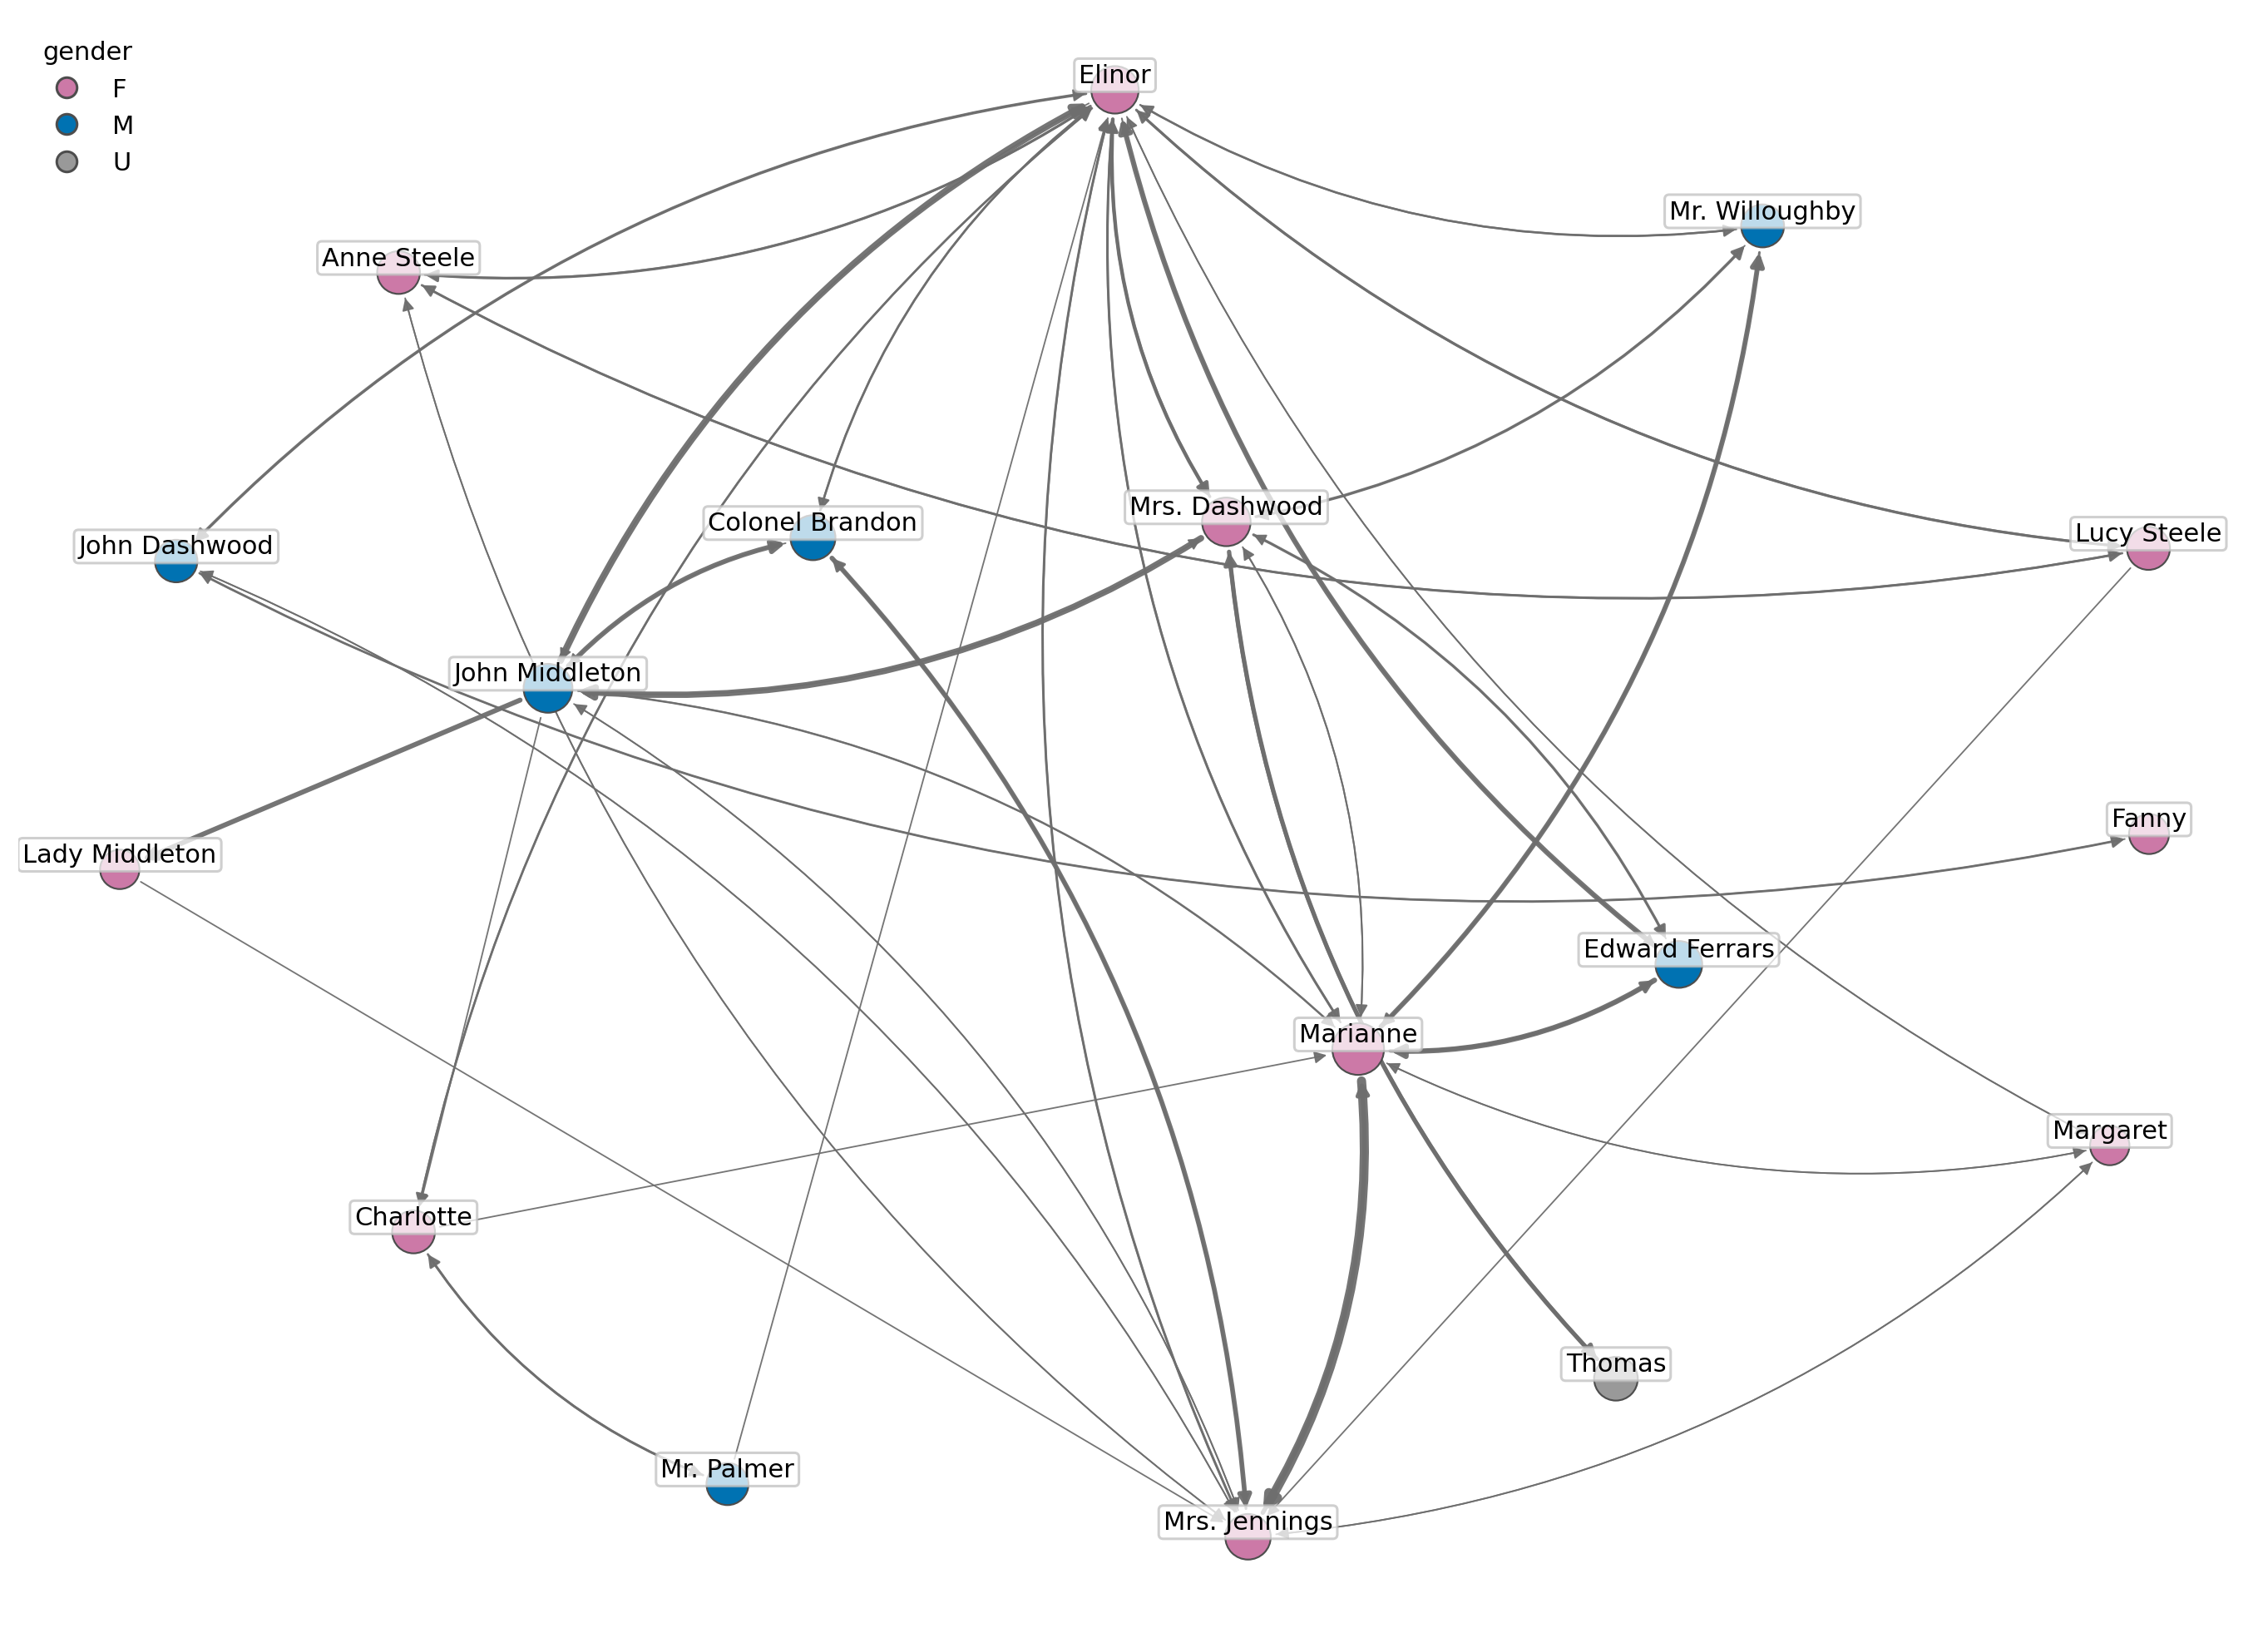 gender
F
M
U
Elinor
Mr. Willoughby
Anne Steele
Mrs. Dashwood
Colonel Brandon
Lucy Steele
John Dashwood
John Middleton
Fanny
Lady Middleton
Edward Ferrars
Marianne
Margaret
Charlotte
Thomas
Mr. Palmer
Mrs. Jennings